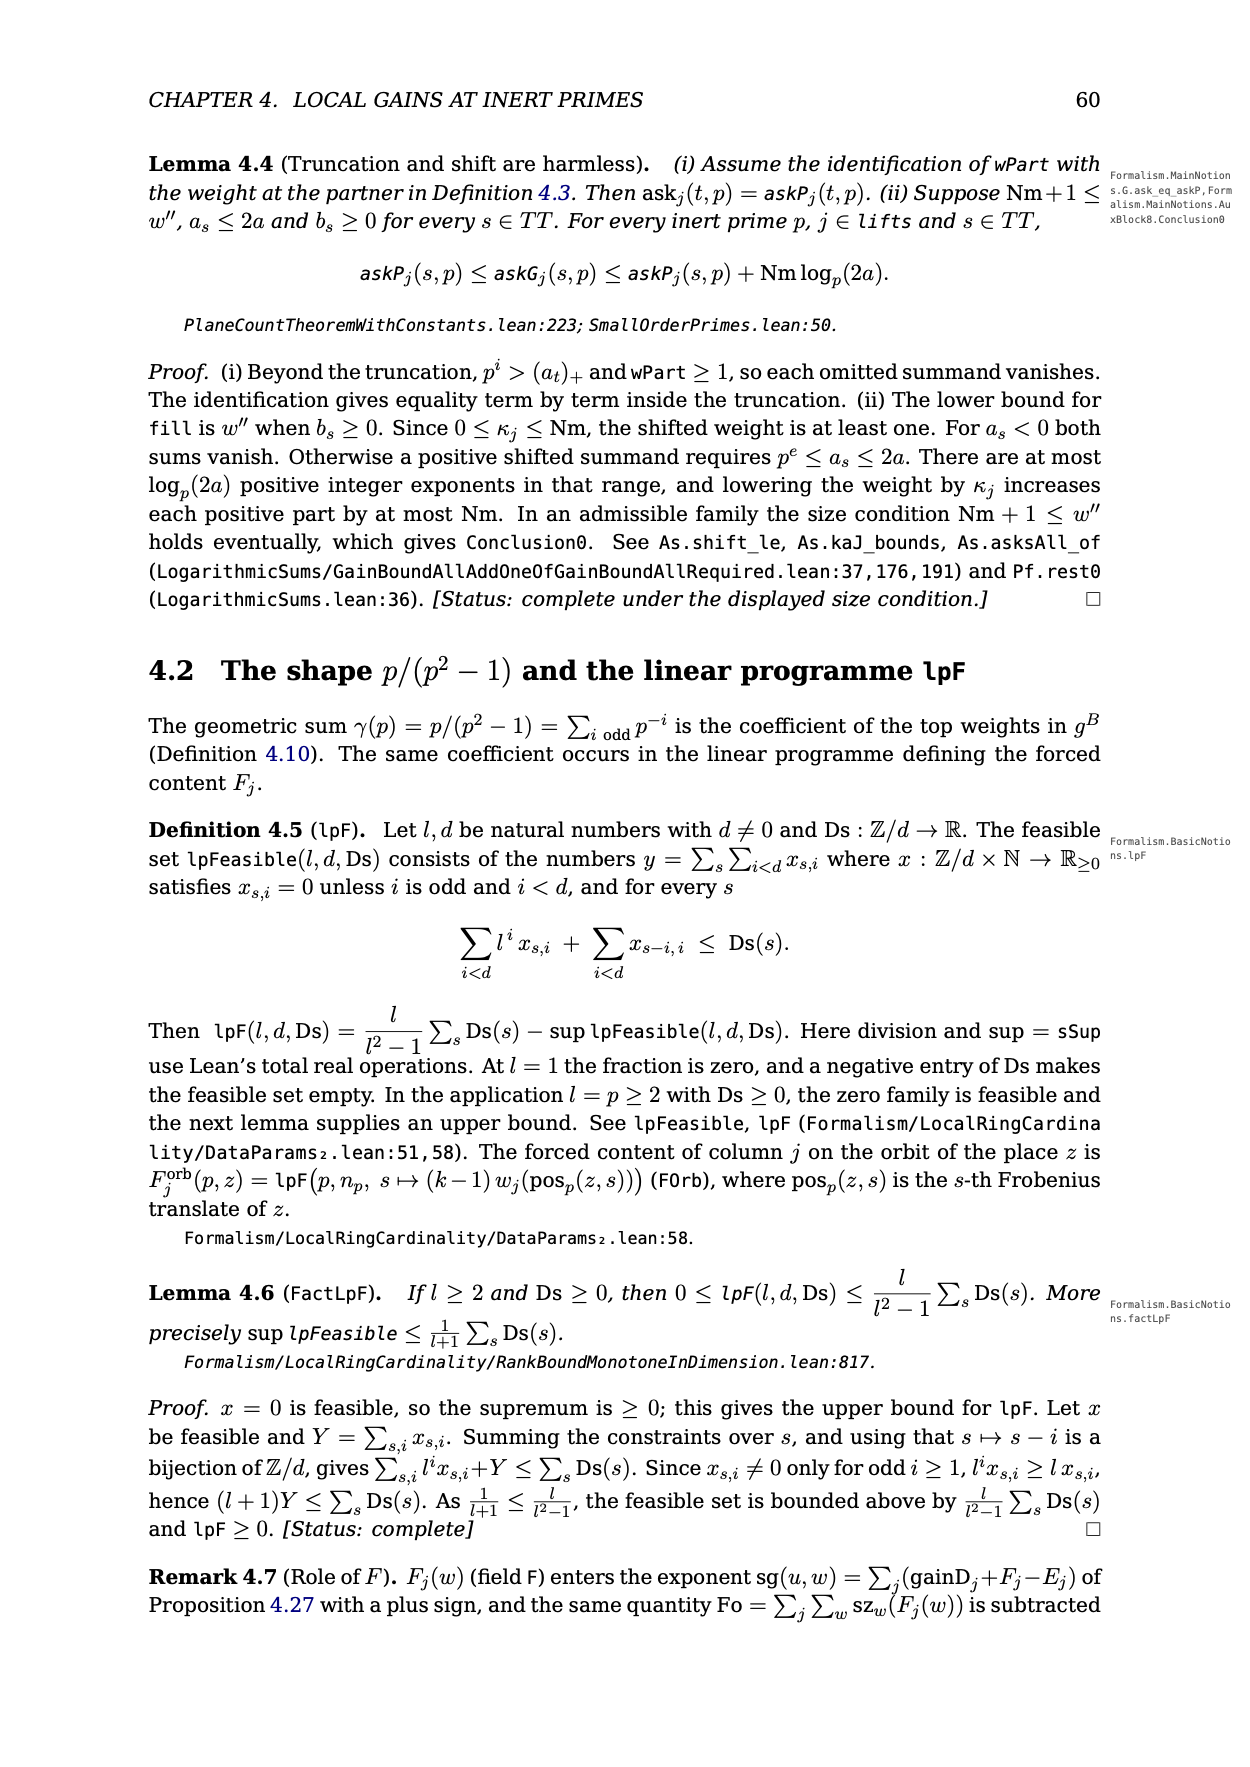 CHAPTER 4. LOCAL GAINS AT INERT PRIMES 60
Lemma 4.4 (Truncation and shift are harmless). (i) Assume the identification of wPart with
the weight at the partner in Definition 4.3. Then ask_j(t, p) = askP_j(t, p). (ii) Suppose Nm+1 ≤
w″, a_s ≤ 2a and b_s ≥ 0 for every s ∈ TT. For every inert prime p, j ∈ lifts and s ∈ TT,
Formalism.MainNotion
s.G.ask_eq_askP, Form
alism.MainNotions.Au
xBlock8.Conclusion0
askP_j(s, p) ≤ askG_j(s, p) ≤ askP_j(s, p) + Nm log_p(2a).
PlaneCountTheoremWithConstants.lean:223; SmallOrderPrimes.lean:50.
Proof. (i) Beyond the truncation, p^i > (a_t)_+ and wPart ≥ 1, so each omitted summand vanishes.
The identification gives equality term by term inside the truncation. (ii) The lower bound for
fill is w″ when b_s ≥ 0. Since 0 ≤ κ_j ≤ Nm, the shifted weight is at least one. For a_s < 0 both
sums vanish. Otherwise a positive shifted summand requires p^e ≤ a_s ≤ 2a. There are at most
log_p(2a) positive integer exponents in that range, and lowering the weight by κ_j increases
each positive part by at most Nm. In an admissible family the size condition Nm + 1 ≤ w″
holds eventually, which gives Conclusion0. See As.shift_le, As.kaJ_bounds, As.asksAll_of
(LogarithmicSums/GainBoundAllAddOneOfGainBoundAllRequired.lean:37,176,191) and Pf.rest0
(LogarithmicSums.lean:36). [Status: complete under the displayed size condition.] □
4.2 The shape p/(p² − 1) and the linear programme lpF
The geometric sum γ(p) = p/(p² − 1) = ∑_{i odd} p^{−i} is the coefficient of the top weights in g^B
(Definition 4.10). The same coefficient occurs in the linear programme defining the forced
content F_j.
Definition 4.5 (lpF). Let l, d be natural numbers with d ≠ 0 and Ds : ℤ/d → ℝ. The feasible
set lpFeasible(l, d, Ds) consists of the numbers y = ∑_s ∑_{i<d} x_{s,i} where x : ℤ/d × ℕ → ℝ_{≥0}
satisfies x_{s,i} = 0 unless i is odd and i < d, and for every s
Formalism.BasicNotio
ns.lpF
∑_{i<d} l^i x_{s,i} + ∑_{i<d} x_{s−i,i} ≤ Ds(s).
Then lpF(l, d, Ds) = l/(l² − 1) ∑_s Ds(s) − sup lpFeasible(l, d, Ds). Here division and sup = sSup
use Lean’s total real operations. At l = 1 the fraction is zero, and a negative entry of Ds makes
the feasible set empty. In the application l = p ≥ 2 with Ds ≥ 0, the zero family is feasible and
the next lemma supplies an upper bound. See lpFeasible, lpF (Formalism/LocalRingCardina
lity/DataParams₂.lean:51,58). The forced content of column j on the orbit of the place z is
F_j^{orb}(p, z) = lpF(p, n_p, s ↦ (k−1) w_j(pos_p(z, s))) (FOrb), where pos_p(z, s) is the s-th Frobenius
translate of z.
Formalism/LocalRingCardinality/DataParams₂.lean:58.
Lemma 4.6 (FactLpF). If l ≥ 2 and Ds ≥ 0, then 0 ≤ lpF(l, d, Ds) ≤ l/(l² − 1) ∑_s Ds(s). More
precisely sup lpFeasible ≤ 1/(l+1) ∑_s Ds(s).
Formalism.BasicNotio
ns.factLpF
Formalism/LocalRingCardinality/RankBoundMonotoneInDimension.lean:817.
Proof. x = 0 is feasible, so the supremum is ≥ 0; this gives the upper bound for lpF. Let x
be feasible and Y = ∑_{s,i} x_{s,i}. Summing the constraints over s, and using that s ↦ s − i is a
bijection of ℤ/d, gives ∑_{s,i} l^i x_{s,i}+Y ≤ ∑_s Ds(s). Since x_{s,i} ≠ 0 only for odd i ≥ 1, l^i x_{s,i} ≥ l x_{s,i},
hence (l + 1)Y ≤ ∑_s Ds(s). As 1/(l+1) ≤ l/(l²−1), the feasible set is bounded above by l/(l²−1) ∑_s Ds(s)
and lpF ≥ 0. [Status: complete] □
Remark 4.7 (Role of F). F_j(w) (field F) enters the exponent sg(u, w) = ∑_j(gainD_j+F_j−E_j) of
Proposition 4.27 with a plus sign, and the same quantity Fo = ∑_j ∑_w sz_w(F_j(w)) is subtracted